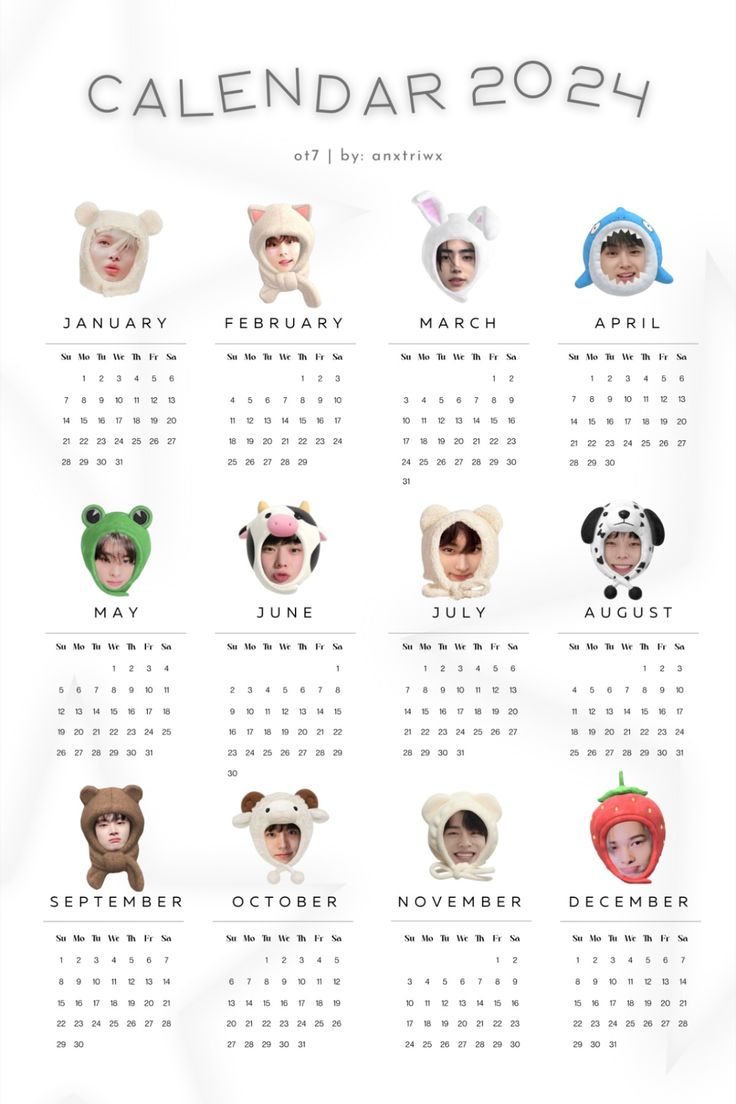 CALENDAR 2024
ot7 | by: anxtriwx
JANUARY
Su Mo Tu We Th Fr Sa
1 2 3 4 5 6
7 8 9 10 11 12 13
14 15 16 17 18 19 20
21 22 23 24 25 26 27
28 29 30 31
FEBRUARY
Su Mo Tu We Th Fr Sa
1 2 3
4 5 6 7 8 9 10
11 12 13 14 15 16 17
18 19 20 21 22 23 24
25 26 27 28 29
MARCH
Su Mo Tu We Th Fr Sa
1 2
3 4 5 6 7 8 9
10 11 12 13 14 15 16
17 18 19 20 21 22 23
24 25 26 27 28 29 30
31
APRIL
Su Mo Tu We Th Fr Sa
1 2 3 4 5 6
7 8 9 10 11 12 13
14 15 16 17 18 19 20
21 22 23 24 25 26 27
28 29 30
MAY
Su Mo Tu We Th Fr Sa
1 2 3 4
5 6 7 8 9 10 11
12 13 14 15 16 17 18
19 20 21 22 23 24 25
26 27 28 29 30 31
JUNE
Su Mo Tu We Th Fr Sa
1
2 3 4 5 6 7 8
9 10 11 12 13 14 15
16 17 18 19 20 21 22
23 24 25 26 27 28 29
30
JULY
Su Mo Tu We Th Fr Sa
1 2 3 4 5 6
7 8 9 10 11 12 13
14 15 16 17 18 19 20
21 22 23 24 25 26 27
28 29 30 31
AUGUST
Su Mo Tu We Th Fr Sa
1 2 3
4 5 6 7 8 9 10
11 12 13 14 15 16 17
18 19 20 21 22 23 24
25 26 27 28 29 30 31
SEPTEMBER
Su Mo Tu We Th Fr Sa
1 2 3 4 5 6 7
8 9 10 11 12 13 14
15 16 17 18 19 20 21
22 23 24 25 26 27 28
29 30
OCTOBER
Su Mo Tu We Th Fr Sa
1 2 3 4 5
6 7 8 9 10 11 12
13 14 15 16 17 18 19
20 21 22 23 24 25 26
27 28 29 30 31
NOVEMBER
Su Mo Tu We Th Fr Sa
1 2
3 4 5 6 7 8 9
10 11 12 13 14 15 16
17 18 19 20 21 22 23
24 25 26 27 28 29 30
DECEMBER
Su Mo Tu We Th Fr Sa
1 2 3 4 5 6 7
8 9 10 11 12 13 14
15 16 17 18 19 20 21
22 23 24 25 26 27 28
29 30 31